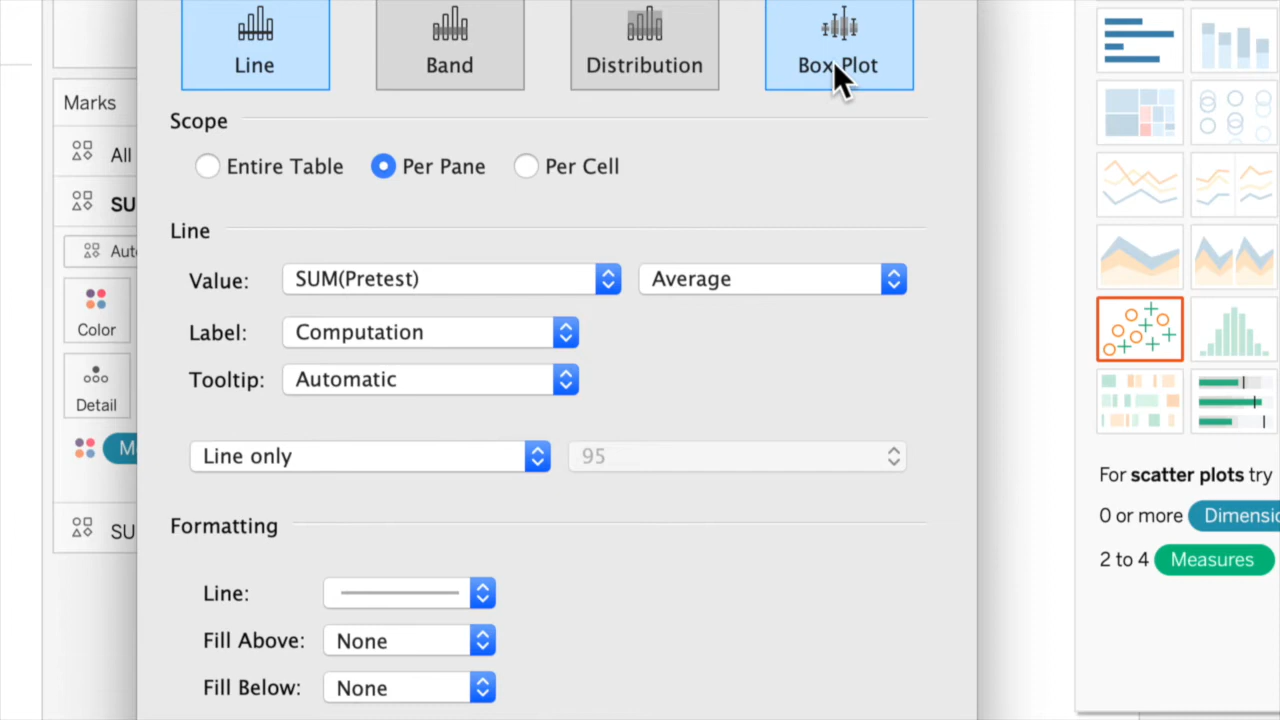 Line Band Distribution Box Plot
Marks
Scope
All
Entire Table Per Pane Per Cell
SU
Line
Aut
Value: SUM(Pretest) Average
Color
Label: Computation
Tooltip: Automatic
Detail
M
Line only 95
For scatter plots try
0 or more Dimensio
Formatting
SU
2 to 4 Measures
Line:
Fill Above: None
Fill Below: None